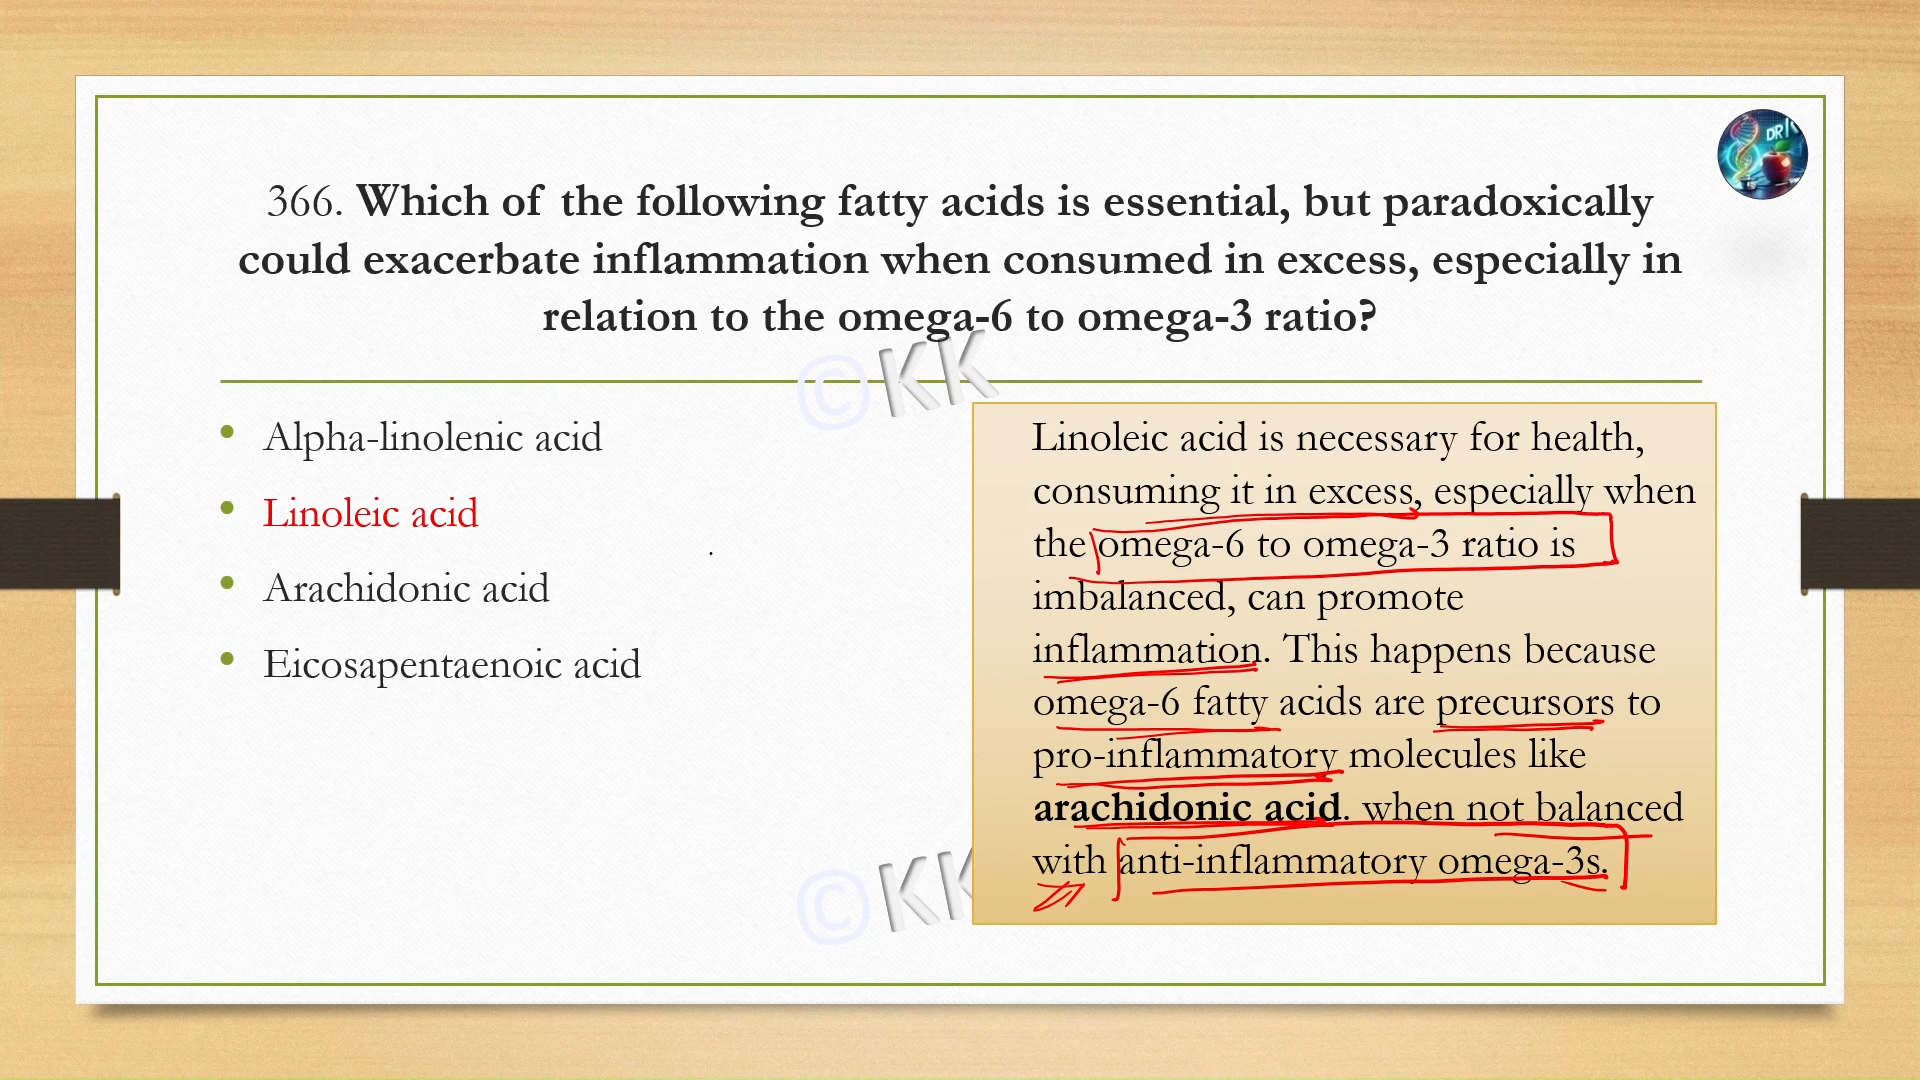 DR K
366. Which of the following fatty acids is essential, but paradoxically
could exacerbate inflammation when consumed in excess, especially in
relation to the omega-6 to omega-3 ratio?
©KK
• Alpha-linolenic acid
• Linoleic acid
• Arachidonic acid
• Eicosapentaenoic acid
Linoleic acid is necessary for health,
consuming it in excess, especially when
the omega-6 to omega-3 ratio is
imbalanced, can promote
inflammation. This happens because
omega-6 fatty acids are precursors to
pro-inflammatory molecules like
arachidonic acid. when not balanced
with anti-inflammatory omega-3s.
©KK